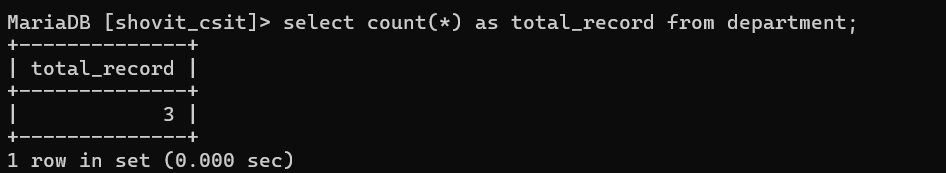 MariaDB [shovit_csit]> select count(*) as total_record from department;
+--------------+
| total_record |
+--------------+
|            3 |
+--------------+
1 row in set (0.000 sec)